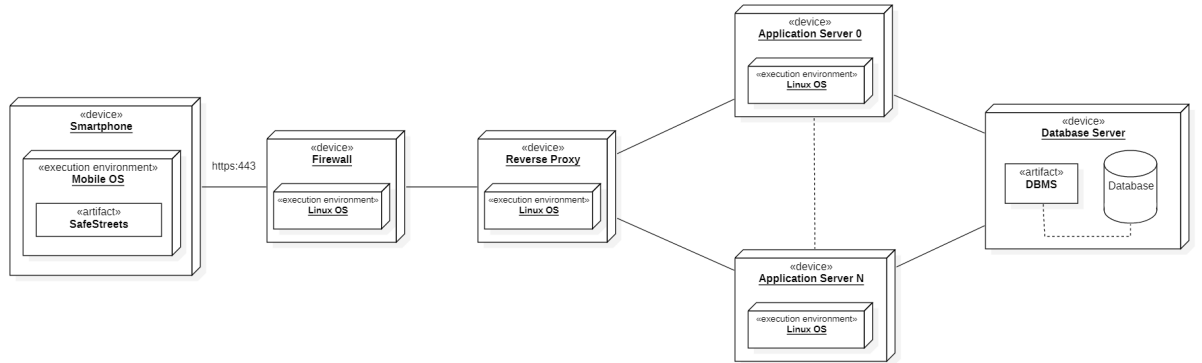 «device»
Smartphone
«execution environment»
Mobile OS
«artifact»
SafeStreets
https:443
«device»
Firewall
«execution environment»
Linux OS
«device»
Reverse Proxy
«execution environment»
Linux OS
«device»
Application Server 0
«execution environment»
Linux OS
«device»
Application Server N
«execution environment»
Linux OS
«device»
Database Server
«artifact»
DBMS
Database